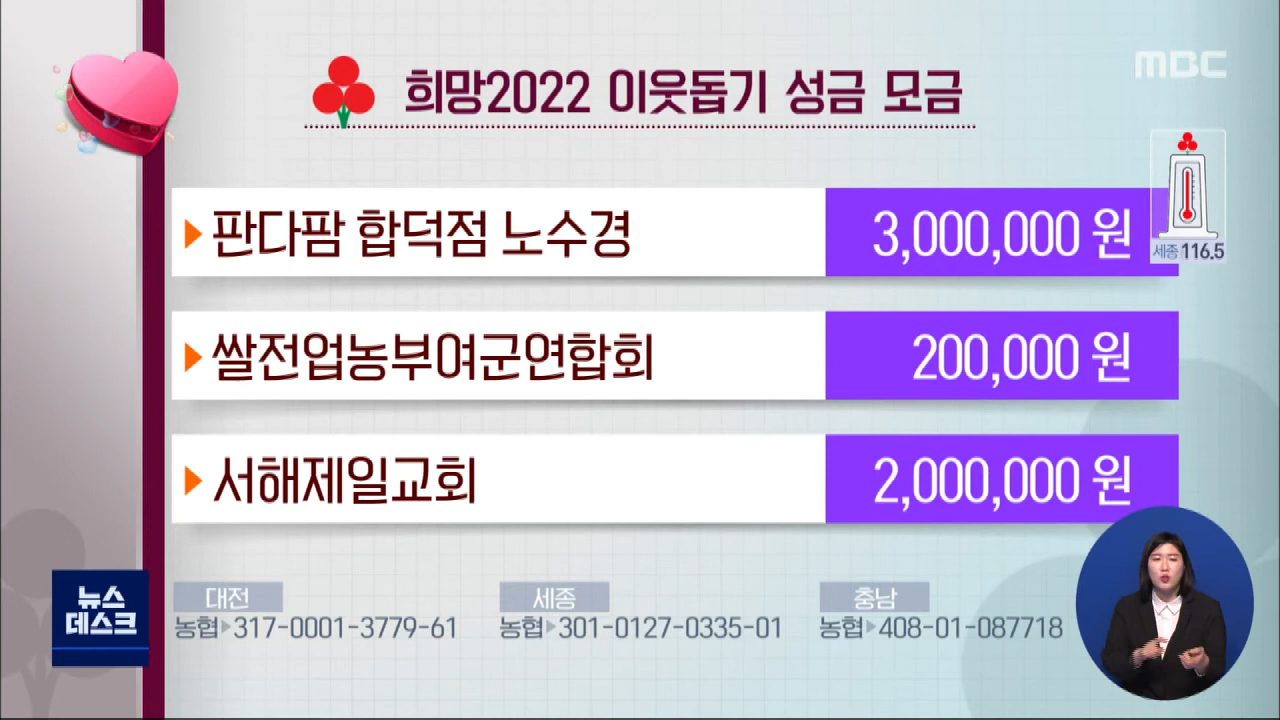 MBC
희망2022 이웃돕기 성금 모금
판다팜 합덕점 노수경 3,000,000 원
세종 116.5
쌀전업농부여군연합회 200,000 원
서해제일교회 2,000,000 원
뉴스
데스크
대전 세종 충남
농협 317-0001-3779-61 농협 301-0127-0335-01 농협 408-01-087718